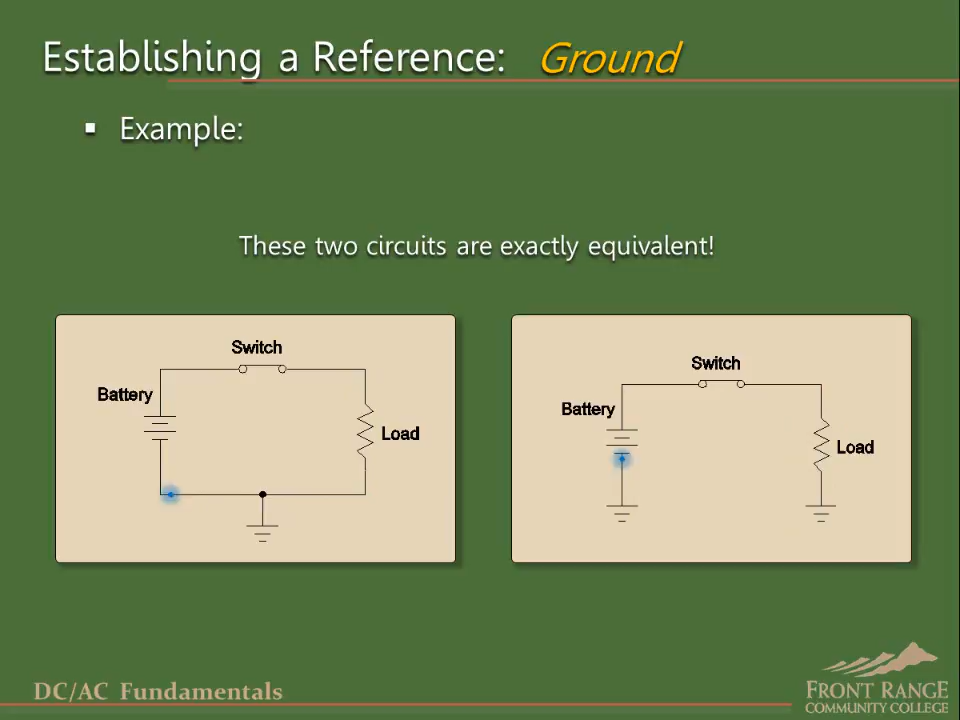 Establishing a Reference: Ground
▪ Example:
These two circuits are exactly equivalent!
Switch
Battery
Load
Switch
Battery
Load
DC/AC Fundamentals
FRONT RANGE
COMMUNITY COLLEGE